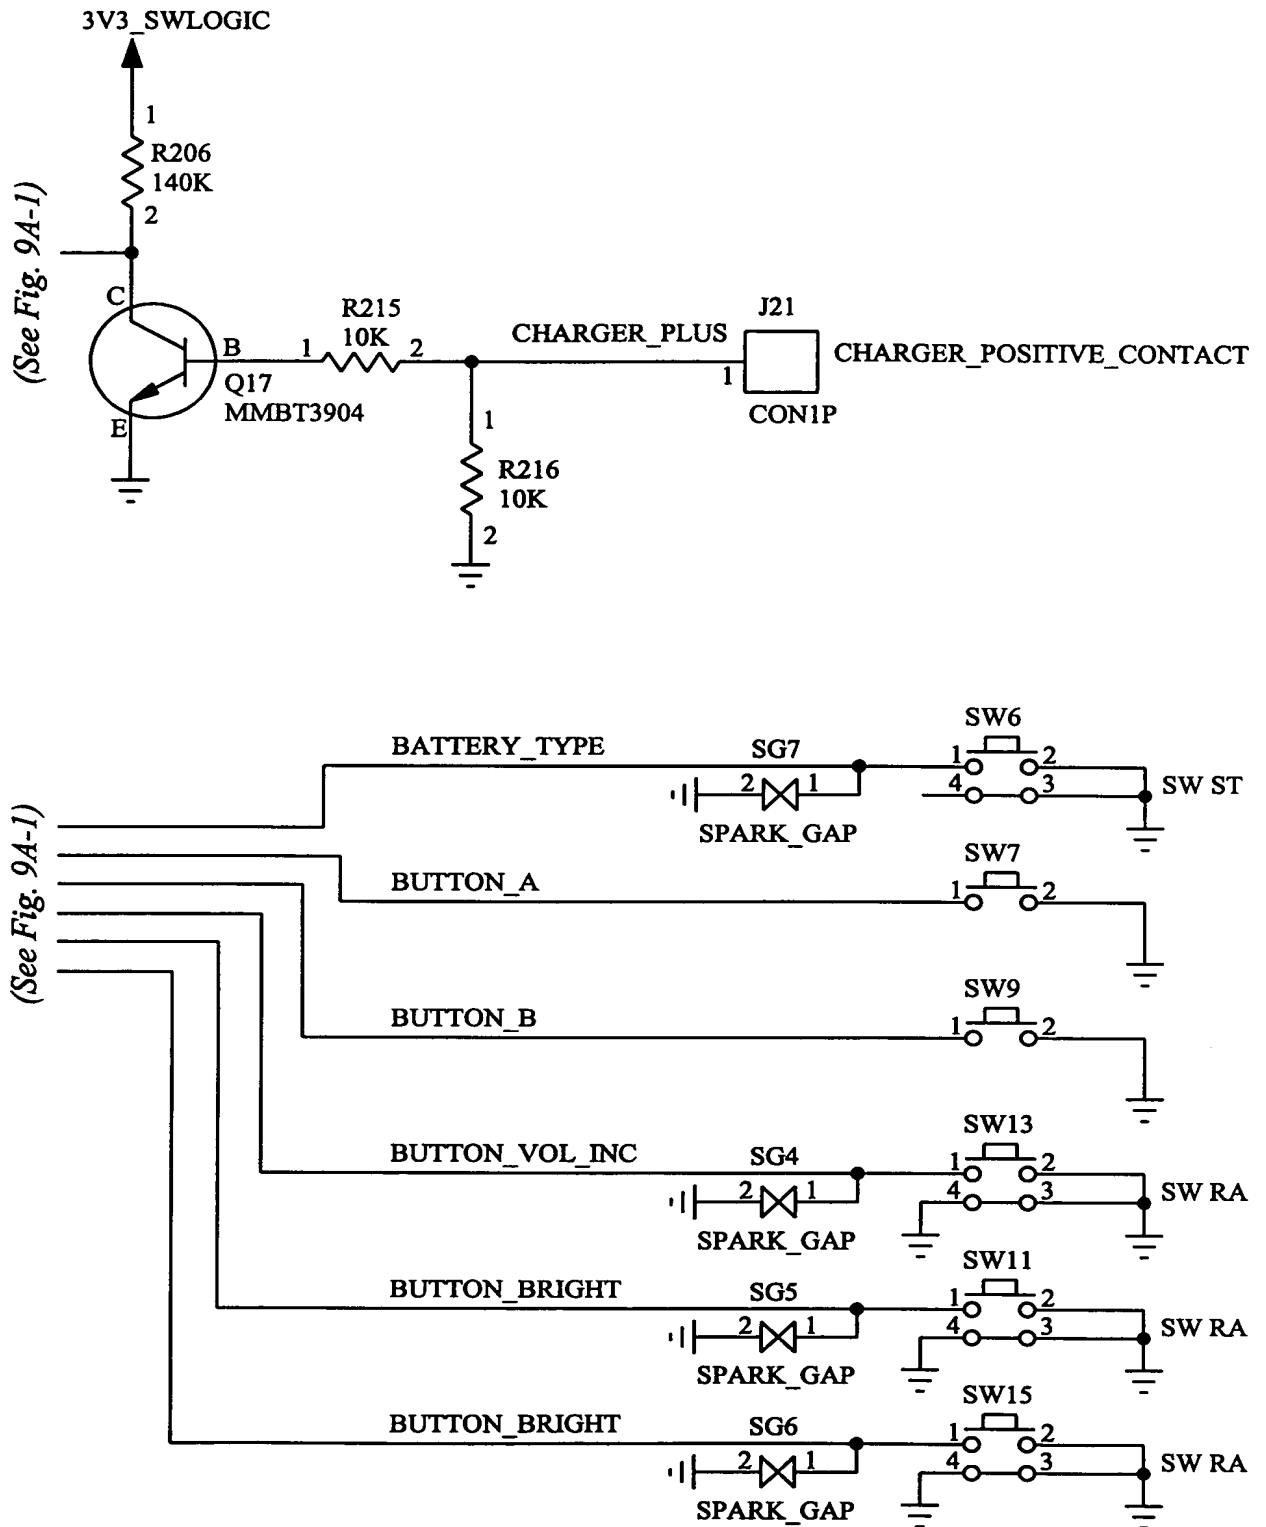 3V3_SWLOGIC
1
R206
140K
2
(See Fig. 9A-1)
C
B
E
Q17
MMBT3904
R215
10K
1
2
CHARGER_PLUS
J21
1
CHARGER_POSITIVE_CONTACT
CON1P
1
R216
10K
2
(See Fig. 9A-1)
BATTERY_TYPE
SG7
2
1
SPARK_GAP
SW6
1
2
4
3
SW ST
BUTTON_A
SW7
1
2
BUTTON_B
SW9
1
2
BUTTON_VOL_INC
SG4
2
1
SPARK_GAP
SW13
1
2
4
3
SW RA
BUTTON_BRIGHT
SG5
2
1
SPARK_GAP
SW11
1
2
4
3
SW RA
BUTTON_BRIGHT
SG6
2
1
SPARK_GAP
SW15
1
2
4
3
SW RA